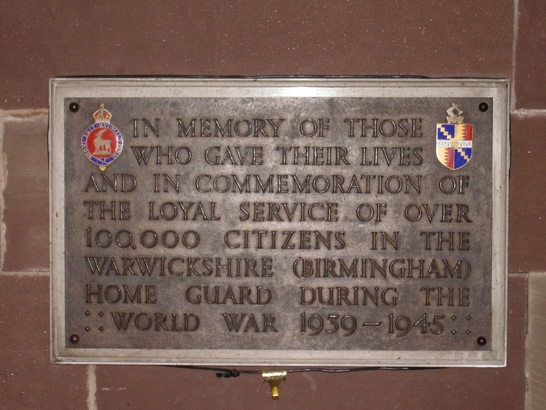 IN MEMORY OF THOSE
WHO GAVE THEIR LIVES
AND IN COMMEMORATION OF
THE LOYAL SERVICE OF OVER
100,000 CITIZENS IN THE
WARWICKSHIRE (BIRMINGHAM)
HOME GUARD DURING THE
:: WORLD WAR 1939-1945 ::